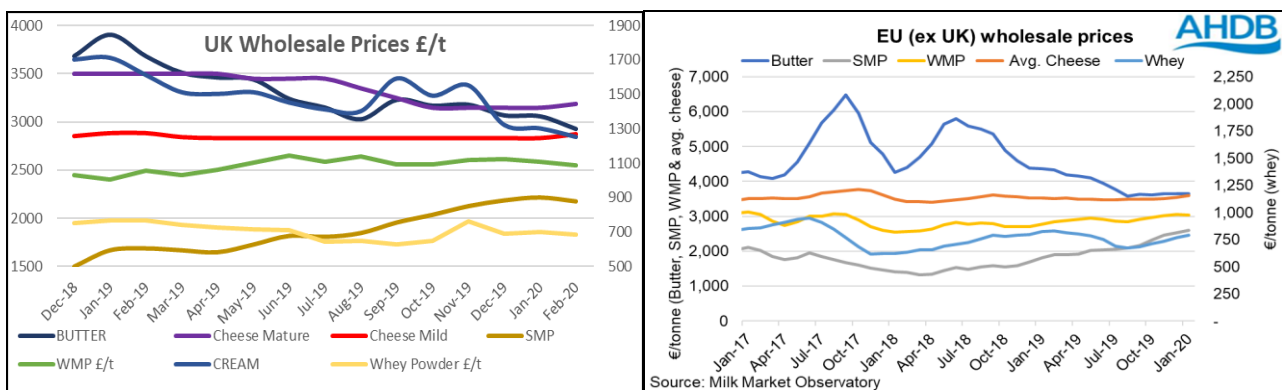 UK Wholesale Prices £/t
4000
3500
3000
2500
2000
1500
1900
1700
1500
1300
1100
900
700
500
Dec-18
Jan-19
Feb-19
Mar-19
Apr-19
May-19
Jun-19
Jul-19
Aug-19
Sep-19
Oct-19
Nov-19
Dec-19
Jan-20
Feb-20
BUTTER
Cheese Mature
Cheese Mild
SMP
WMP £/t
CREAM
Whey Powder £/t
AHDB
EU (ex UK) wholesale prices
Butter
SMP
WMP
Avg. Cheese
Whey
€/tonne (Butter, SMP, WMP & avg. cheese)
7,000
6,000
5,000
4,000
3,000
2,000
1,000
0
2,250
2,000
1,750
1,500
1,250
1,000
750
500
250
-
€/tonne (whey)
Jan-17
Apr-17
Jul-17
Oct-17
Jan-18
Apr-18
Jul-18
Oct-18
Jan-19
Apr-19
Jul-19
Oct-19
Jan-20
Source: Milk Market Observatory